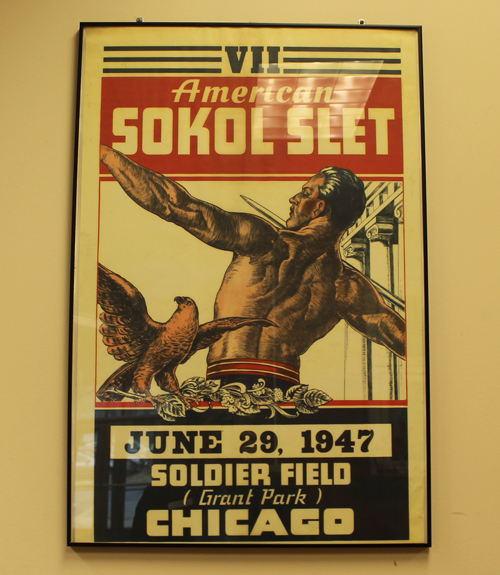 VII
American
SOKOL SLET
JUNE 29, 1947
SOLDIER FIELD
( Grant Park )
CHICAGO